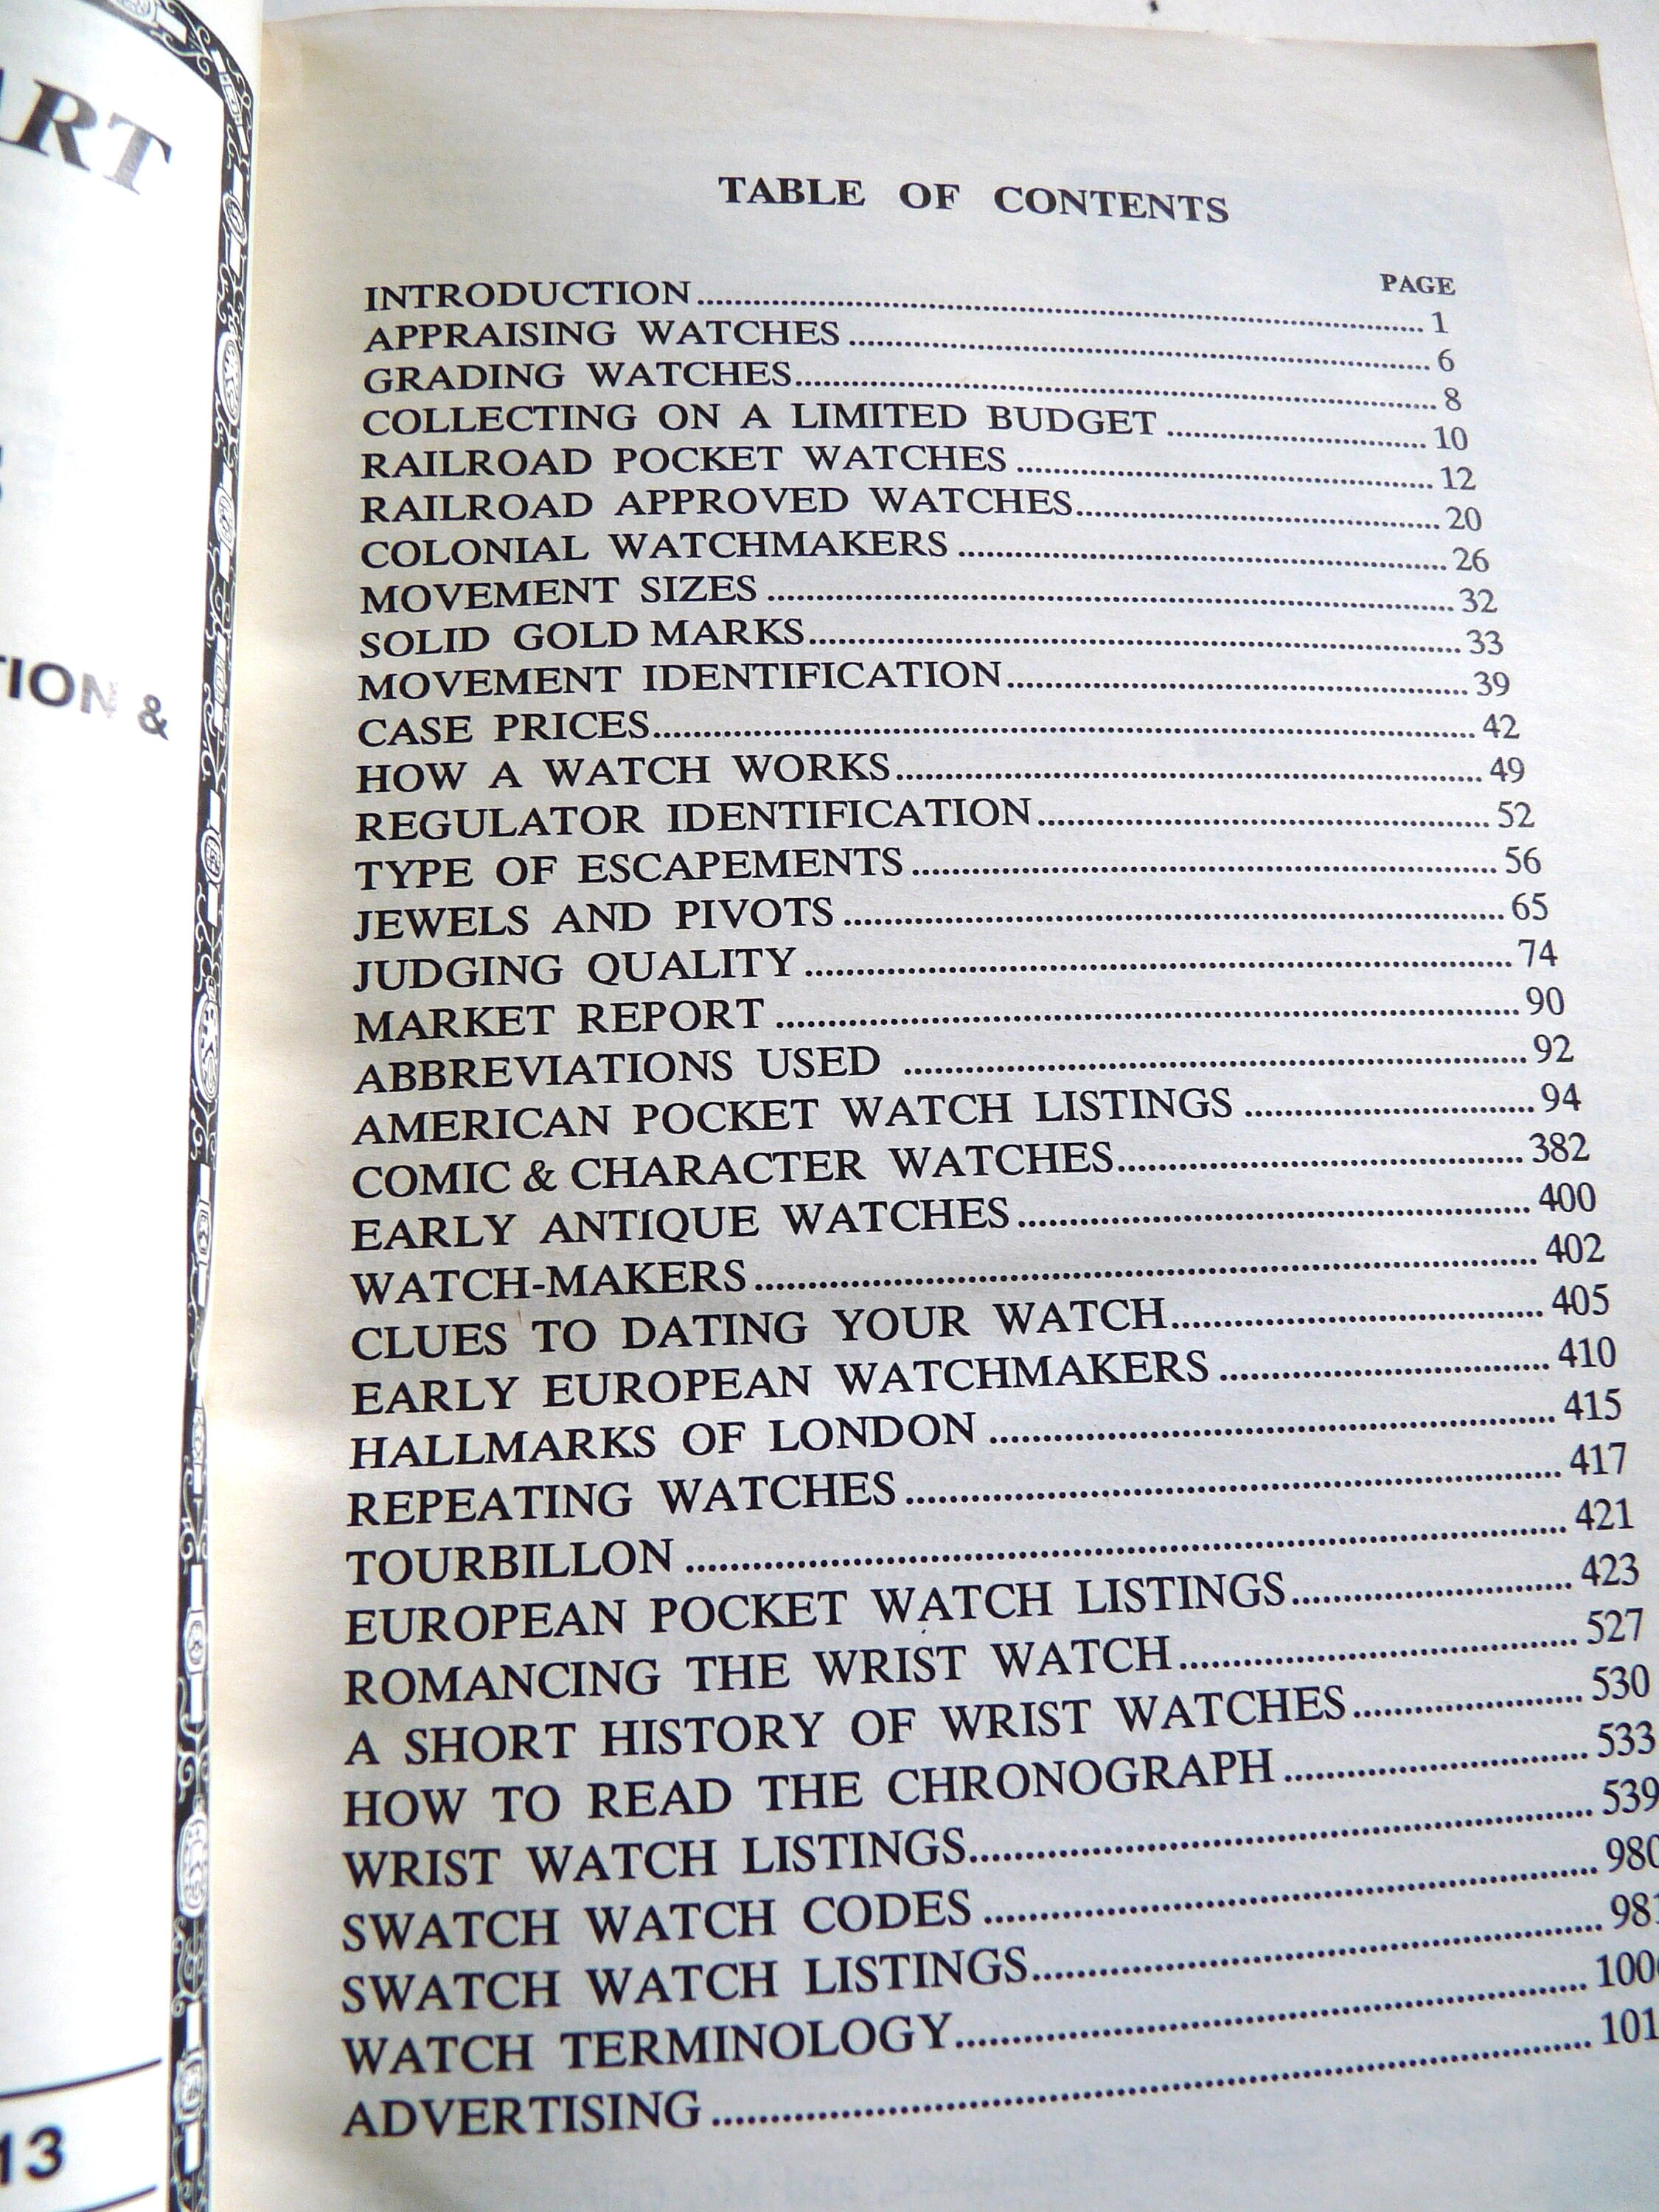 ART
TION &
13
TABLE OF CONTENTS
PAGE
INTRODUCTION........1
APPRAISING WATCHES........6
GRADING WATCHES........8
COLLECTING ON A LIMITED BUDGET........10
RAILROAD POCKET WATCHES........12
RAILROAD APPROVED WATCHES........20
COLONIAL WATCHMAKERS........26
MOVEMENT SIZES........32
SOLID GOLD MARKS........33
MOVEMENT IDENTIFICATION........39
CASE PRICES........42
HOW A WATCH WORKS........49
REGULATOR IDENTIFICATION........52
TYPE OF ESCAPEMENTS........56
JEWELS AND PIVOTS........65
JUDGING QUALITY........74
MARKET REPORT........90
ABBREVIATIONS USED........92
AMERICAN POCKET WATCH LISTINGS........94
COMIC & CHARACTER WATCHES........382
EARLY ANTIQUE WATCHES........400
WATCH-MAKERS........402
CLUES TO DATING YOUR WATCH........405
EARLY EUROPEAN WATCHMAKERS........410
HALLMARKS OF LONDON........415
REPEATING WATCHES........417
TOURBILLON........421
EUROPEAN POCKET WATCH LISTINGS........423
ROMANCING THE WRIST WATCH........527
A SHORT HISTORY OF WRIST WATCHES........530
HOW TO READ THE CHRONOGRAPH........533
WRIST WATCH LISTINGS........539
SWATCH WATCH CODES........980
SWATCH WATCH LISTINGS........981
WATCH TERMINOLOGY........
ADVERTISING........